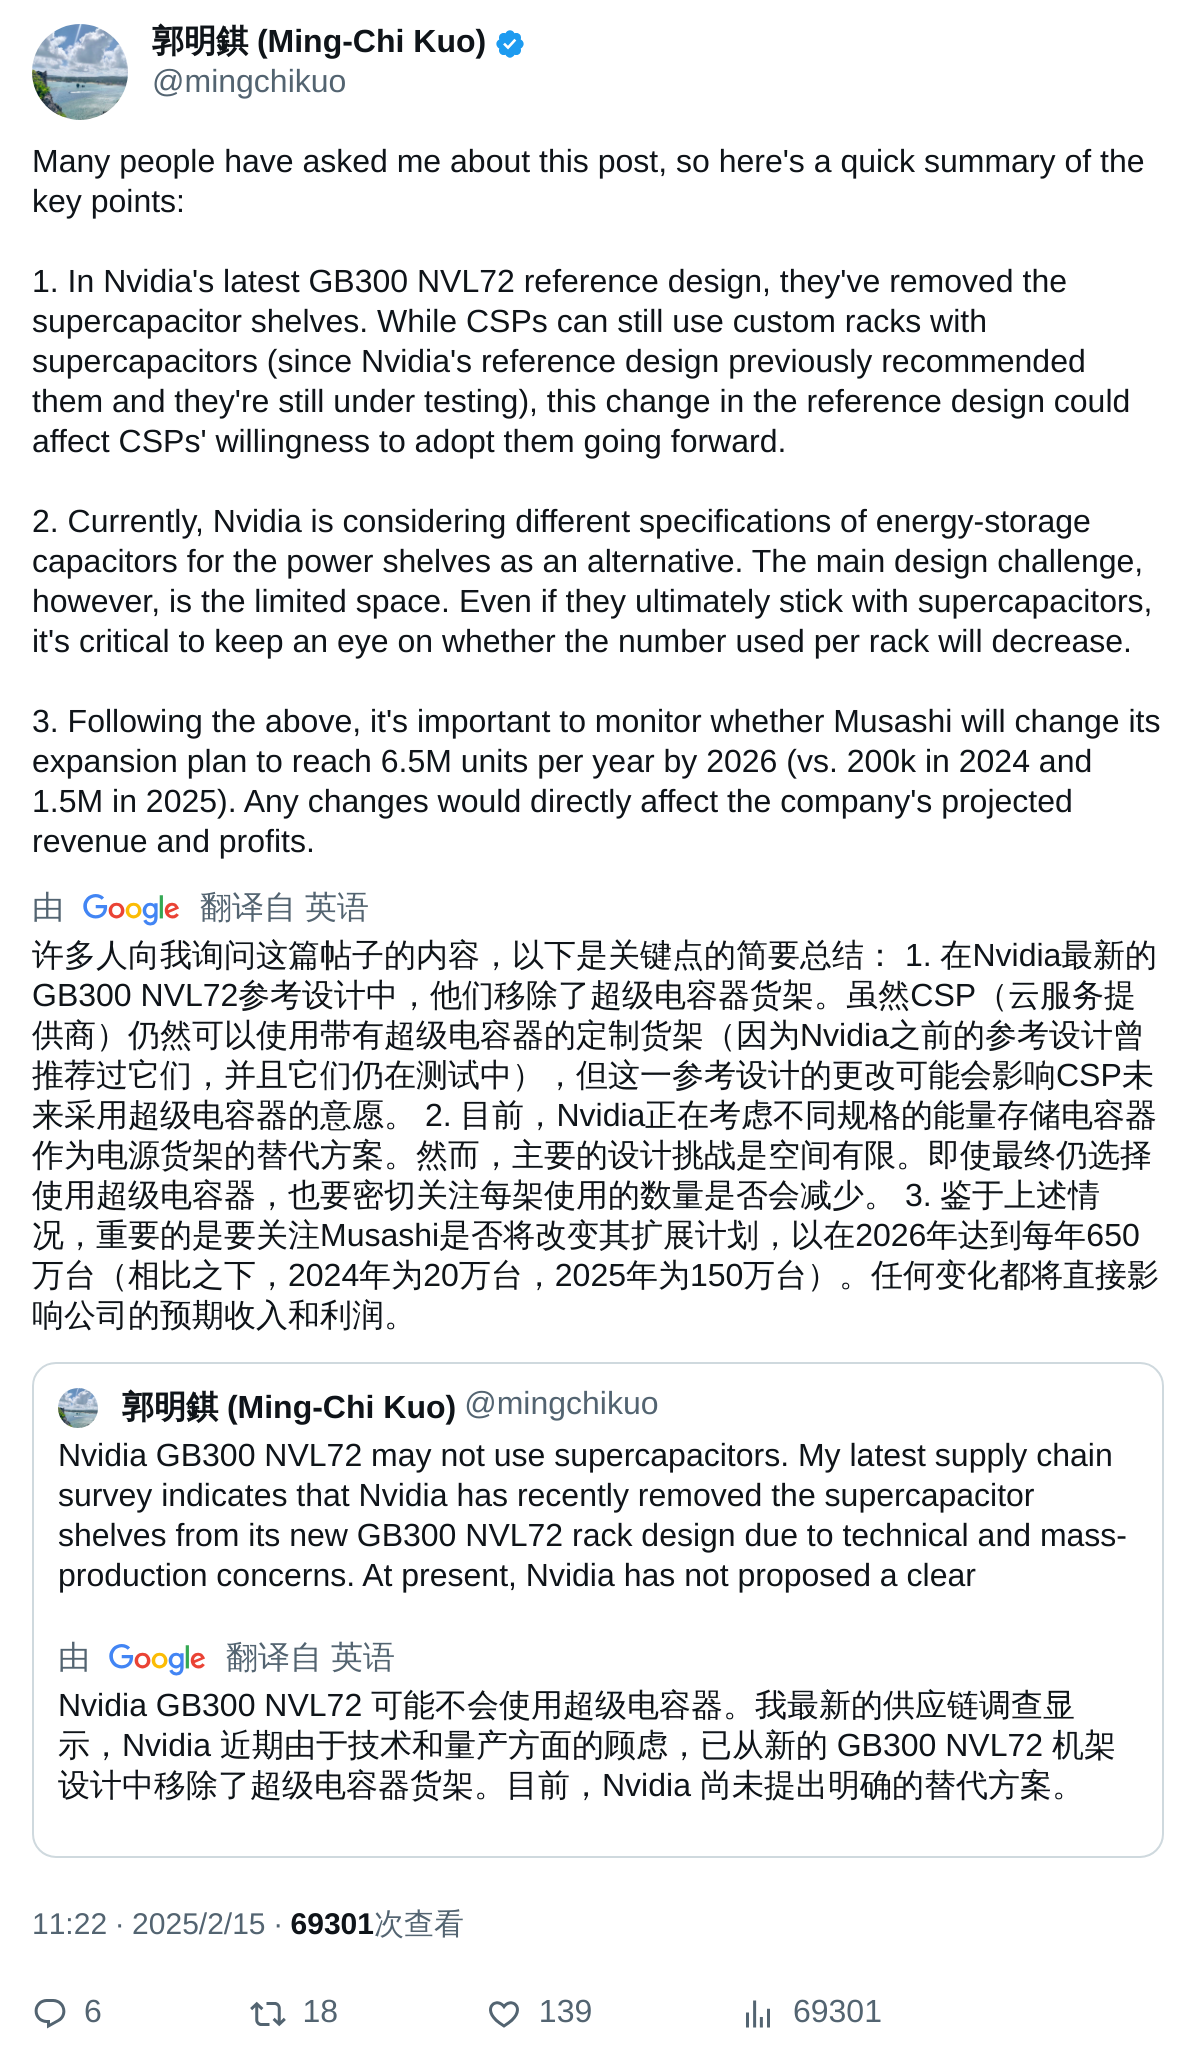 郭明錤 (Ming-Chi Kuo)
@mingchikuo
Many people have asked me about this post, so here's a quick summary of the
key points:
1. In Nvidia's latest GB300 NVL72 reference design, they've removed the
supercapacitor shelves. While CSPs can still use custom racks with
supercapacitors (since Nvidia's reference design previously recommended
them and they're still under testing), this change in the reference design could
affect CSPs' willingness to adopt them going forward.
2. Currently, Nvidia is considering different specifications of energy-storage
capacitors for the power shelves as an alternative. The main design challenge,
however, is the limited space. Even if they ultimately stick with supercapacitors,
it's critical to keep an eye on whether the number used per rack will decrease.
3. Following the above, it's important to monitor whether Musashi will change its
expansion plan to reach 6.5M units per year by 2026 (vs. 200k in 2024 and
1.5M in 2025). Any changes would directly affect the company's projected
revenue and profits.
由 Google 翻译自 英语
许多人向我询问这篇帖子的内容，以下是关键点的简要总结： 1. 在Nvidia最新的
GB300 NVL72参考设计中，他们移除了超级电容器货架。虽然CSP（云服务提
供商）仍然可以使用带有超级电容器的定制货架（因为Nvidia之前的参考设计曾
推荐过它们，并且它们仍在测试中），但这一参考设计的更改可能会影响CSP未
来采用超级电容器的意愿。 2. 目前，Nvidia正在考虑不同规格的能量存储电容器
作为电源货架的替代方案。然而，主要的设计挑战是空间有限。即使最终仍选择
使用超级电容器，也要密切关注每架使用的数量是否会减少。 3. 鉴于上述情
况，重要的是要关注Musashi是否将改变其扩展计划，以在2026年达到每年650
万台（相比之下，2024年为20万台，2025年为150万台）。任何变化都将直接影
响公司的预期收入和利润。
郭明錤 (Ming-Chi Kuo) @mingchikuo
Nvidia GB300 NVL72 may not use supercapacitors. My latest supply chain
survey indicates that Nvidia has recently removed the supercapacitor
shelves from its new GB300 NVL72 rack design due to technical and mass-
production concerns. At present, Nvidia has not proposed a clear
由 Google 翻译自 英语
Nvidia GB300 NVL72 可能不会使用超级电容器。我最新的供应链调查显
示，Nvidia 近期由于技术和量产方面的顾虑，已从新的 GB300 NVL72 机架
设计中移除了超级电容器货架。目前，Nvidia 尚未提出明确的替代方案。
11:22 · 2025/2/15 · 69301次查看
6 18 139 69301